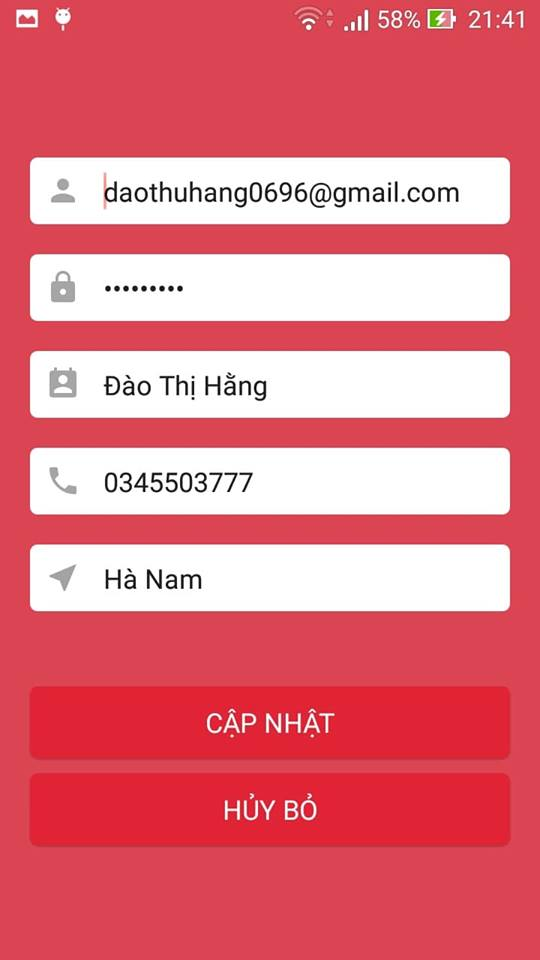 58% 21:41
daothuhang0696@gmail.com
•••••••••
Đào Thị Hằng
0345503777
Hà Nam
CẬP NHẬT
HỦY BỎ